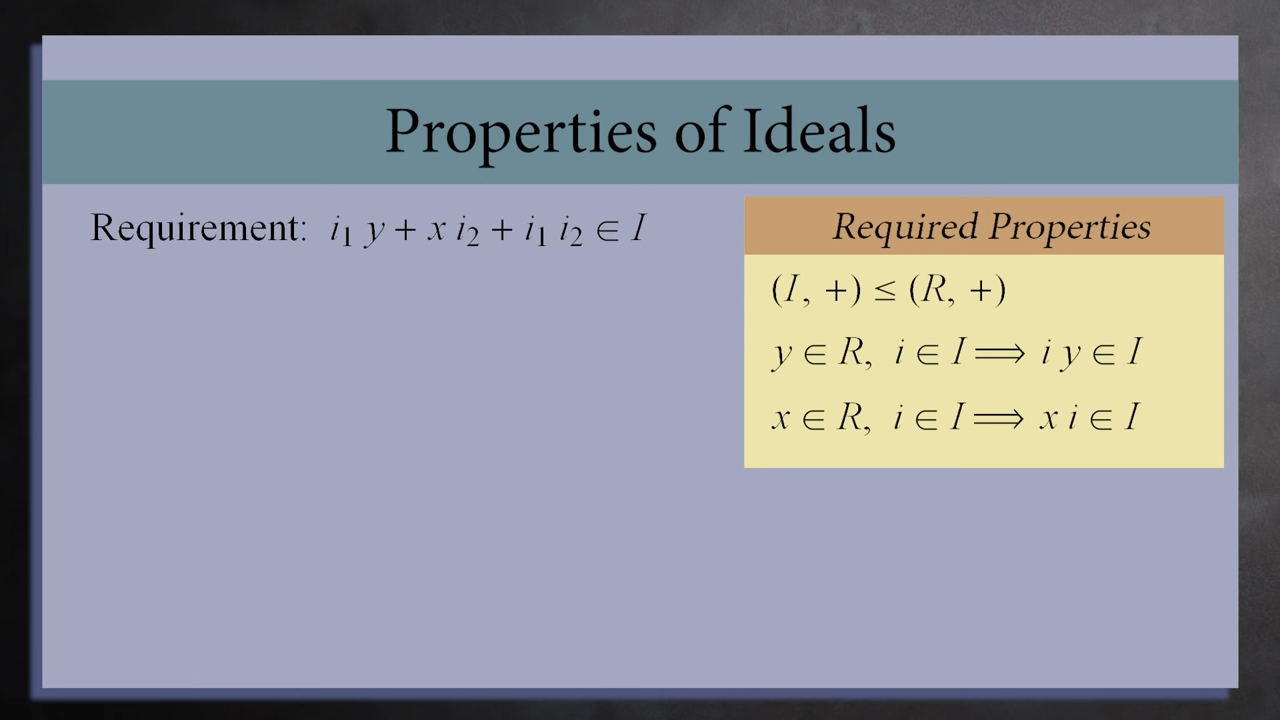 Properties of Ideals
Requirement: i₁ y + x i₂ + i₁ i₂ ∈ I
Required Properties
(I, +) ≤ (R, +)
y ∈ R, i ∈ I ⟹ i y ∈ I
x ∈ R, i ∈ I ⟹ x i ∈ I